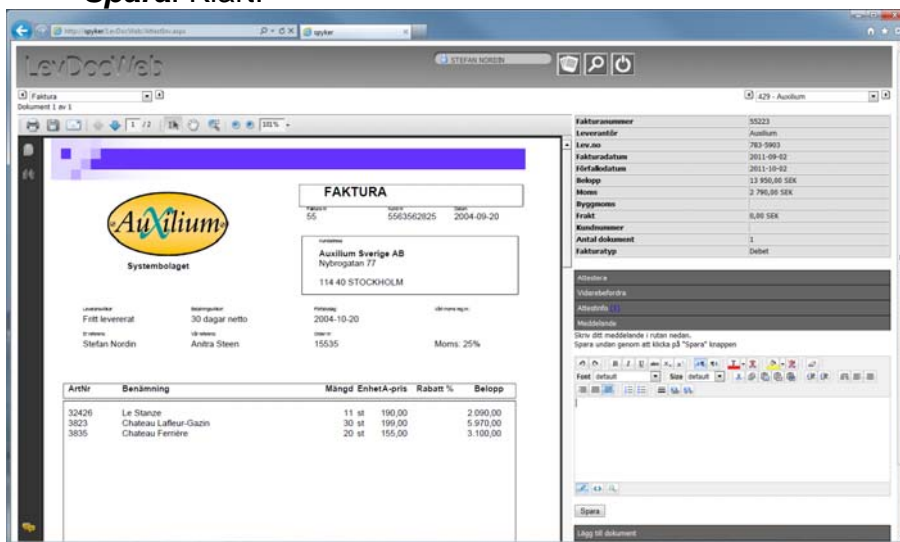 Spara. Klart!
http://spyker/LevDocWeb/AttestInv.aspx
spyker
LevDocWeb
STEFAN NORDIN
Faktura
429 - Auxilium
Dokument 1 av 1
1 / 2
101%
FAKTURA
55 5563562825 2004-09-20
AuXilium
Systembolaget
Auxilium Sverige AB
Nybrogatan 77
114 40 STOCKHOLM
Fritt levererat 30 dagar netto 2004-10-20
Stefan Nordin Anitra Steen 15535 Moms: 25%
ArtNr Benämning Mängd Enhet A-pris Rabatt % Belopp
32426 Le Stanze 11 st 190,00 2.090,00
3823 Chateau Lafleur-Gazin 30 st 199,00 5.970,00
3835 Chateau Ferrière 20 st 155,00 3.100,00
Fakturanummer 55223
Leverantör Auxilium
Lev.no 783-5903
Fakturadatum 2011-09-02
Förfallodatum 2011-10-02
Belopp 13 950,00 SEK
Moms 2 790,00 SEK
Byggmoms
Frakt 0,00 SEK
Kundnummer
Antal dokument 1
Fakturatyp Debet
Attestera
Vidarebefordra
Attestinfo
Meddelande
Skriv ditt meddelande i rutan nedan.
Spara undan genom att klicka på "Spara" knappen
Font default Size default
Spara
Lägg till dokument